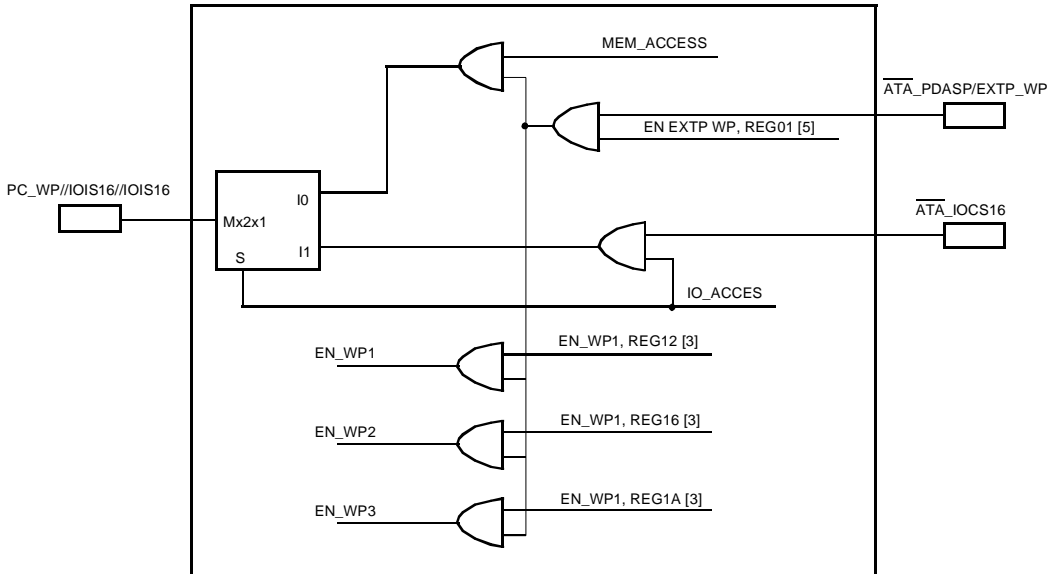 MEM_ACCESS
ATA_PDASP/EXTP_WP
EN EXTP WP, REG01 [5]
PC_WP//IOIS16//IOIS16
I0
Mx2x1
ATA_IOCS16
I1
S
IO_ACCES
EN_WP1, REG12 [3]
EN_WP1
EN_WP1, REG16 [3]
EN_WP2
EN_WP1, REG1A [3]
EN_WP3